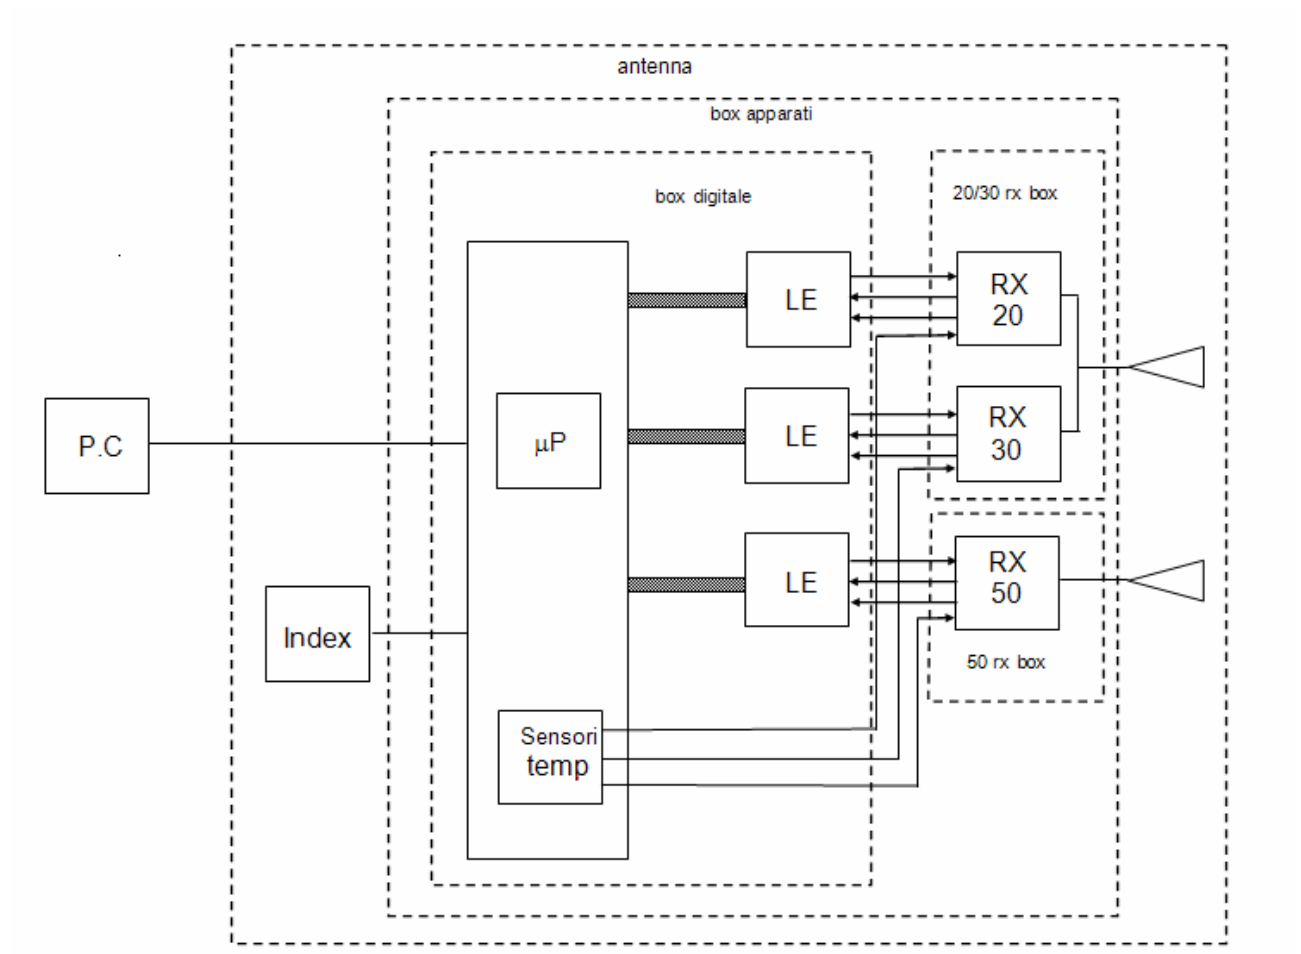 antenna
box apparati
box digitale
20/30 rx box
LE
RX
20
P.C
μP
LE
RX
30
LE
RX
50
Index
50 rx box
Sensori
temp